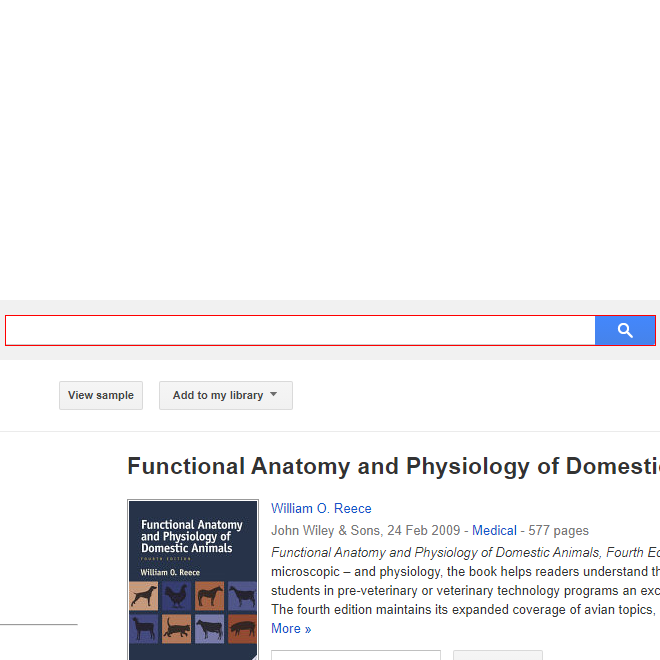 View sample
Add to my library
Functional Anatomy and Physiology of Domesti
William O. Reece
John Wiley & Sons, 24 Feb 2009 - Medical - 577 pages
Functional Anatomy and Physiology of Domestic Animals, Fourth Ed
microscopic – and physiology, the book helps readers understand th
students in pre-veterinary or veterinary technology programs an exc
The fourth edition maintains its expanded coverage of avian topics,
More »
Functional Anatomy
and Physiology of
Domestic Animals
FOURTH EDITION
William O. Reece